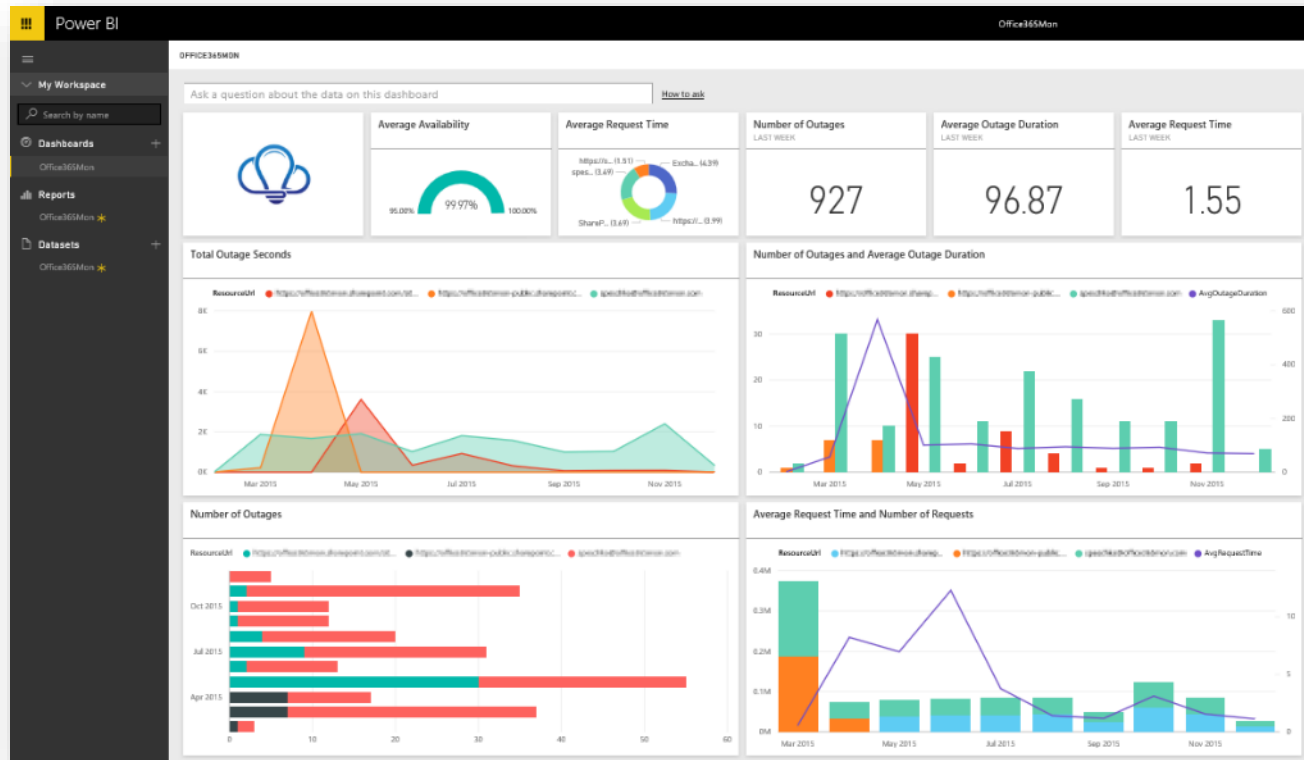 Power BI
Office365Mon
OFFICE365MON
My Workspace
Search by name
Dashboards
Office365Mon
Reports
Office365Mon
Datasets
Office365Mon
Ask a question about the data on this dashboard
How to ask
Average Availability
99.97%
95.00%
100.00%
Average Request Time
https://s... (1.51)
Excha... (4.39)
spes... (3.69)
ShareP... (3.69)
https://... (3.99)
Number of Outages
LAST WEEK
927
Average Outage Duration
LAST WEEK
96.87
Average Request Time
LAST WEEK
1.55
Total Outage Seconds
ResourceUrl
8K
6K
4K
2K
0K
Mar 2015 May 2015 Jul 2015 Sep 2015 Nov 2015
Number of Outages and Average Outage Duration
ResourceUrl AvgOutageDuration
30
20
10
0
600
400
200
0
Mar 2015 May 2015 Jul 2015 Sep 2015 Nov 2015
Number of Outages
ResourceUrl
Oct 2015
Jul 2015
Apr 2015
0 10 20 30 40 50 60
Average Request Time and Number of Requests
ResourceUrl AvgRequestTime
0.4M
0.3M
0.2M
0.1M
0M
10
5
0
Mar 2015 May 2015 Jul 2015 Sep 2015 Nov 2015